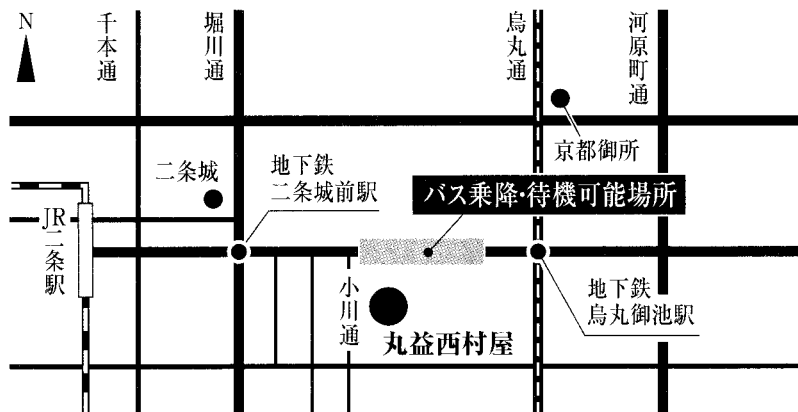 N
千本通
堀川通
烏丸通
河原町通
京都御所
二条城
地下鉄
二条城前駅
バス乗降・待機可能場所
JR
二条駅
小川通
丸益西村屋
地下鉄
烏丸御池駅